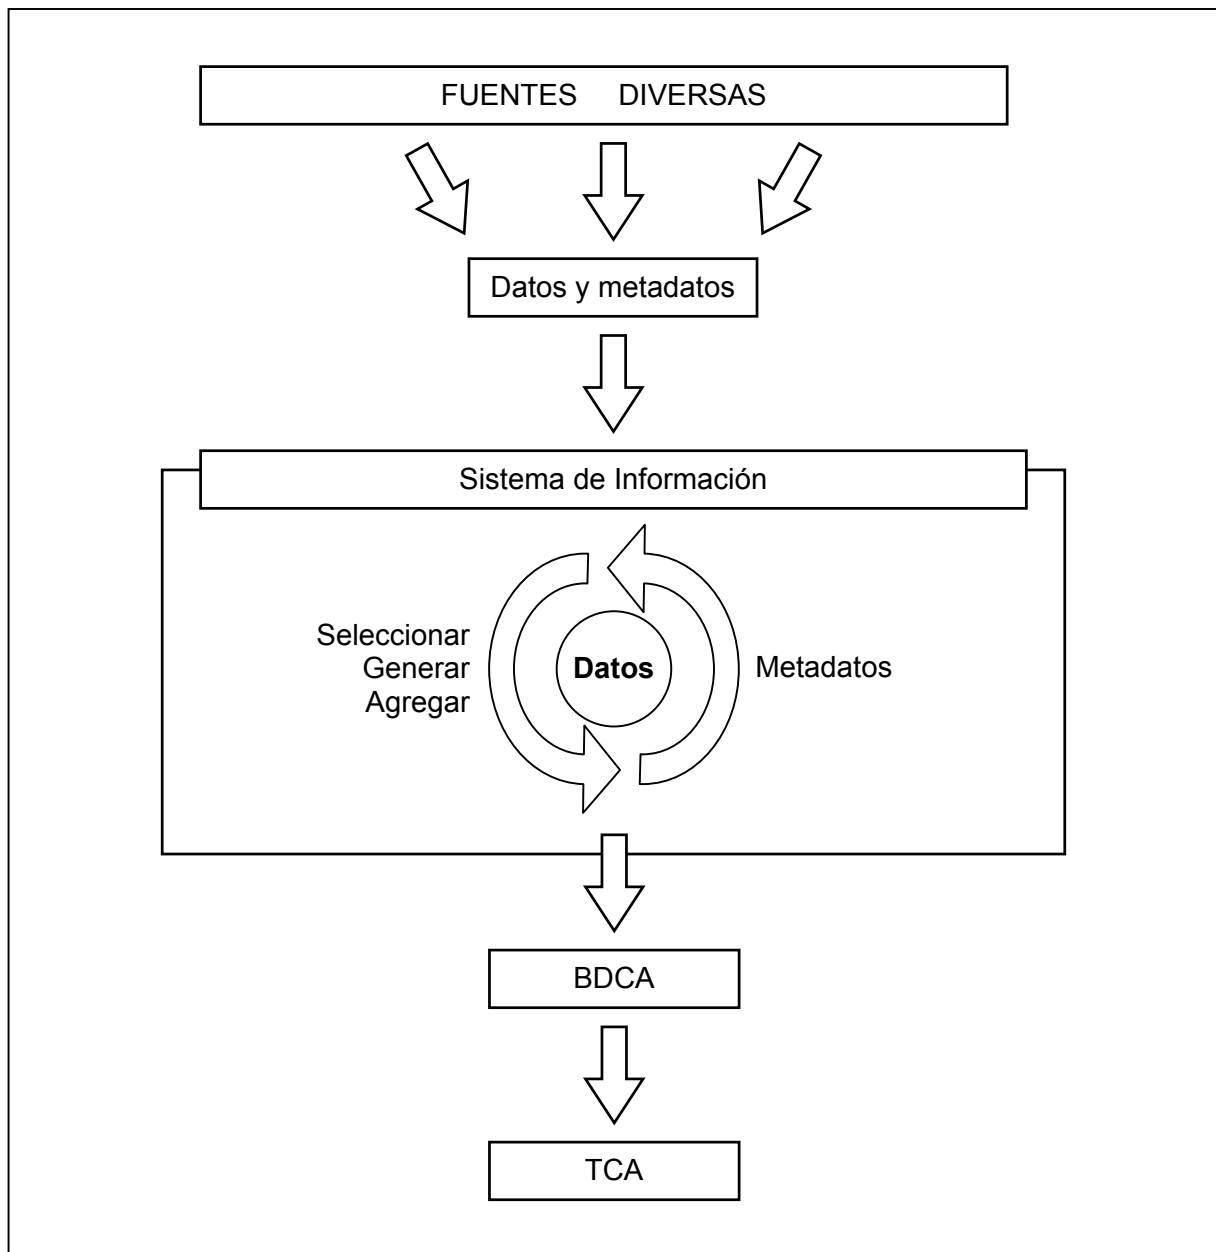 FUENTES DIVERSAS
Datos y metadatos
Sistema de Información
Seleccionar
Generar
Agregar
Datos
Metadatos
BDCA
TCA